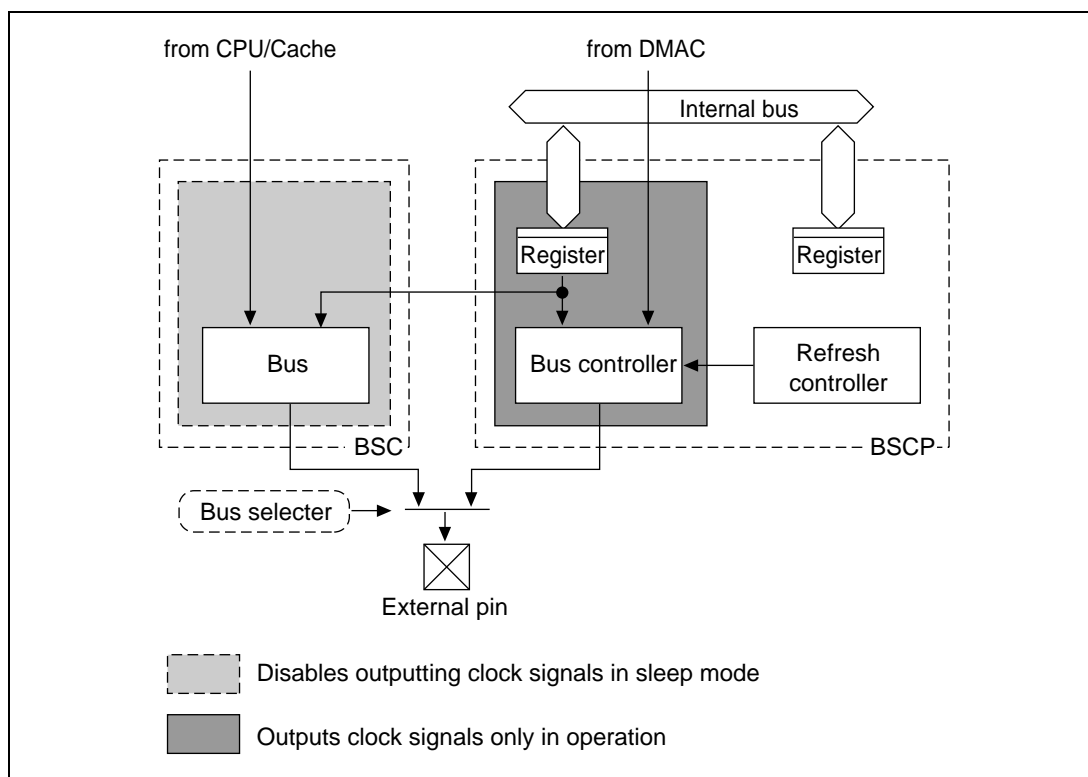 from CPU/Cache
from DMAC
Internal bus
Register
Register
Bus
Bus controller
Refresh
controller
BSC
BSCP
Bus selecter
External pin
Disables outputting clock signals in sleep mode
Outputs clock signals only in operation